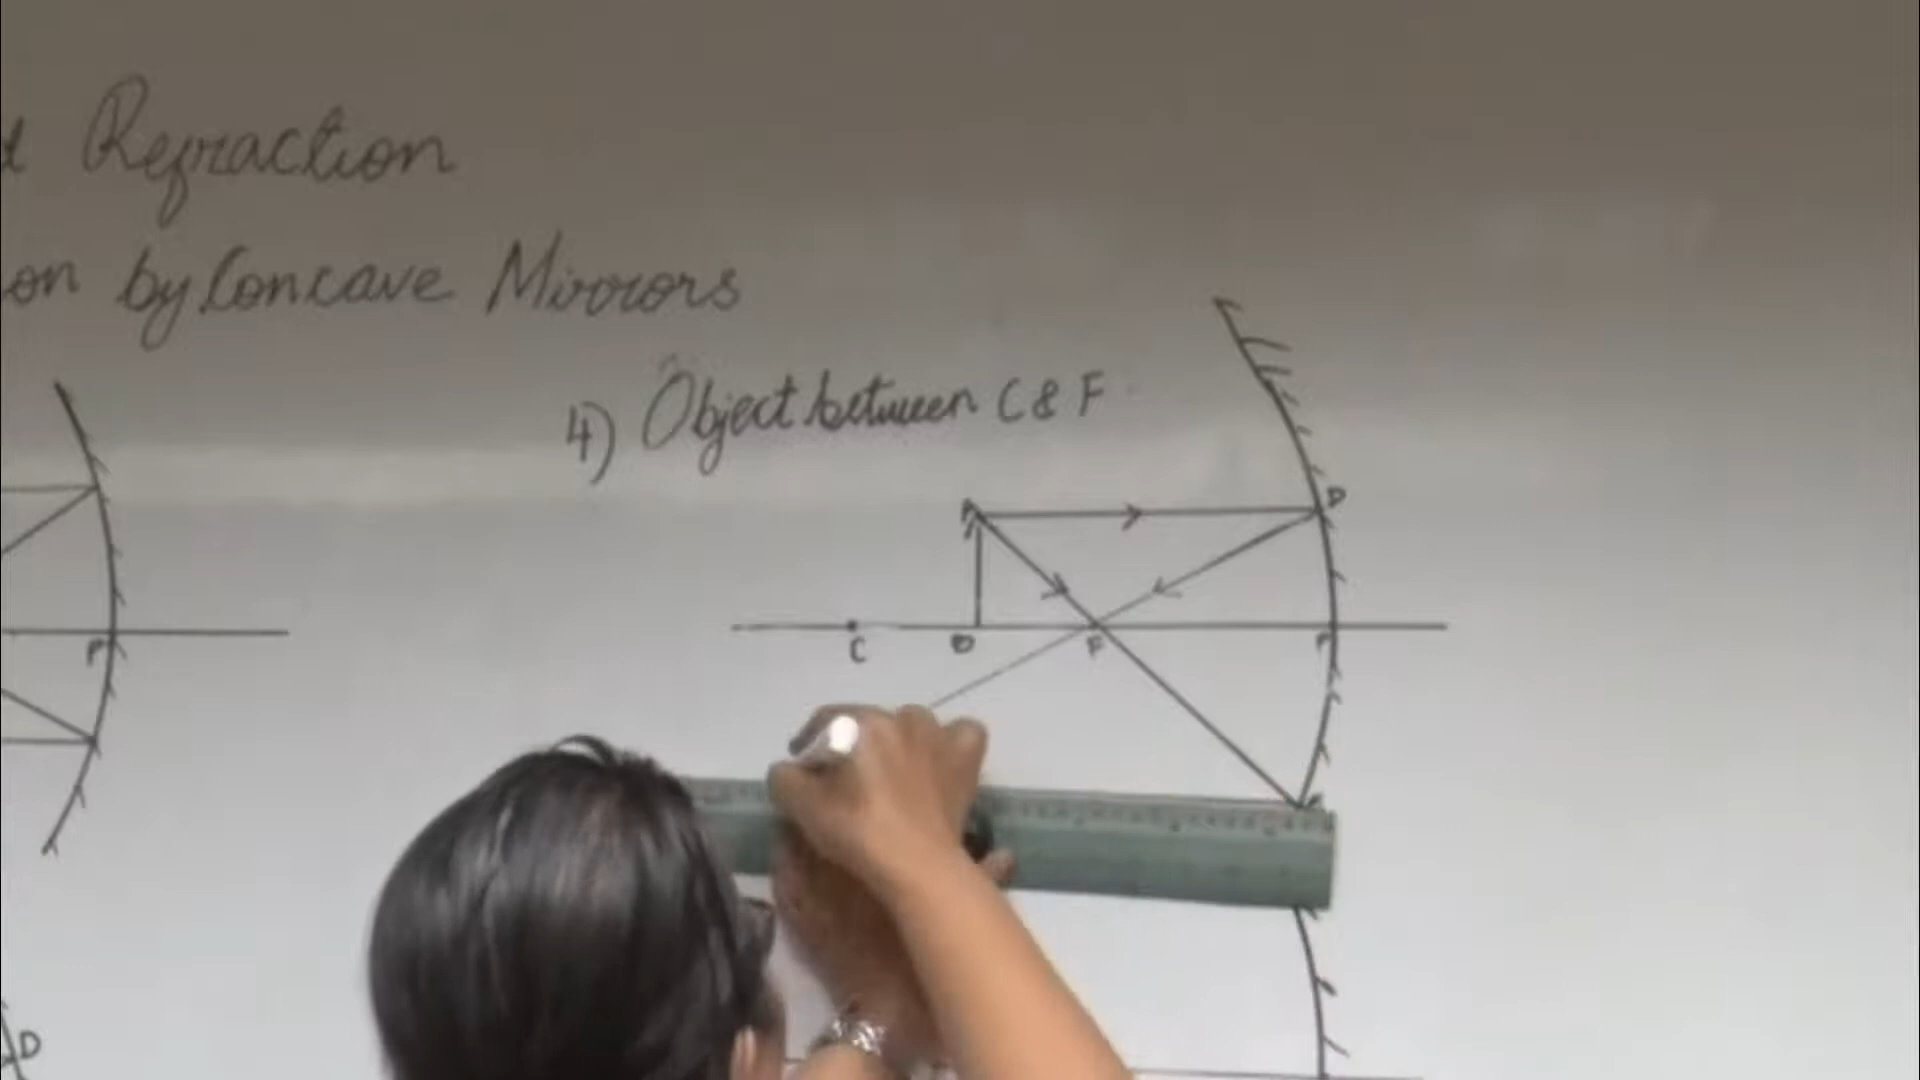 Refraction
on by Concave Mirrors
4) Object between C & F
A
D
C
B
F
P
P
D